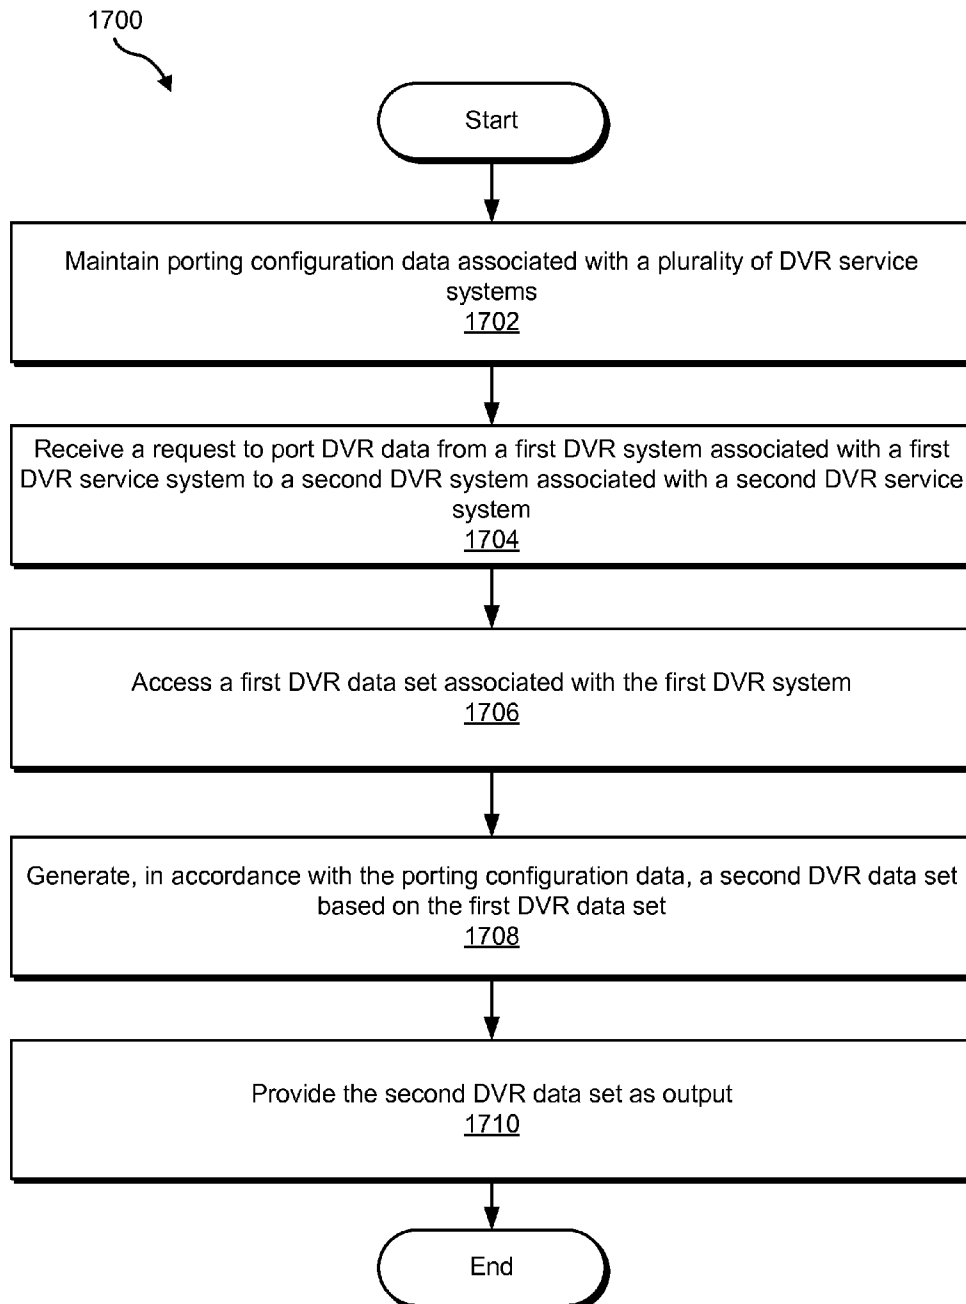 1700
Start
Maintain porting configuration data associated with a plurality of DVR service
systems
1702
Receive a request to port DVR data from a first DVR system associated with a first
DVR service system to a second DVR system associated with a second DVR service
system
1704
Access a first DVR data set associated with the first DVR system
1706
Generate, in accordance with the porting configuration data, a second DVR data set
based on the first DVR data set
1708
Provide the second DVR data set as output
1710
End